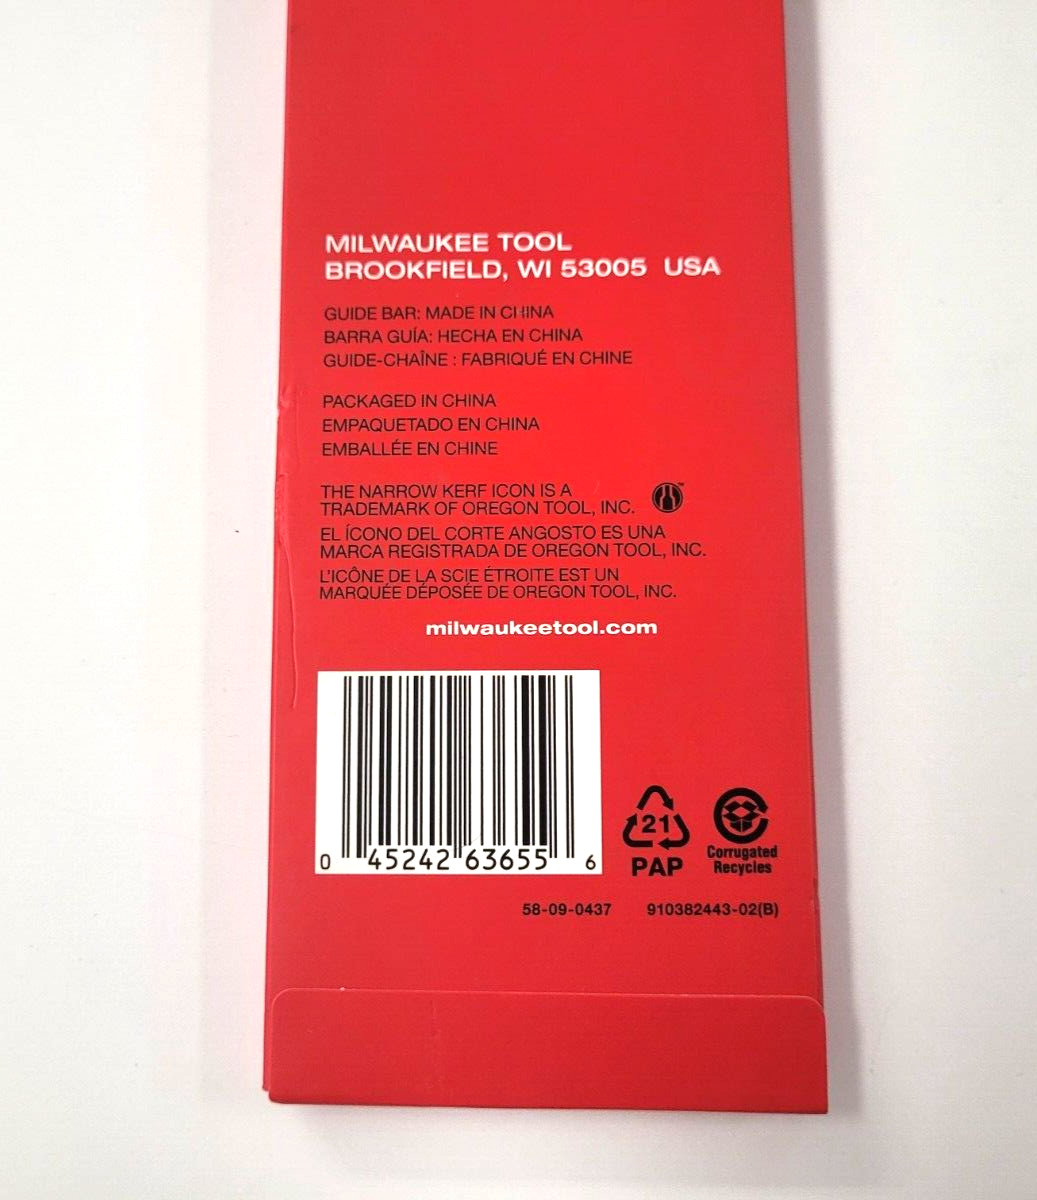 MILWAUKEE TOOL
BROOKFIELD, WI 53005 USA
GUIDE BAR: MADE IN CHINA
BARRA GUÍA: HECHA EN CHINA
GUIDE-CHAÎNE : FABRIQUÉ EN CHINE
PACKAGED IN CHINA
EMPAQUETADO EN CHINA
EMBALLÉE EN CHINE
THE NARROW KERF ICON IS A
TRADEMARK OF OREGON TOOL, INC.
™
EL ÍCONO DEL CORTE ANGOSTO ES UNA
MARCA REGISTRADA DE OREGON TOOL, INC.
L'ICÔNE DE LA SCIE ÉTROITE EST UN
MARQUÉE DÉPOSÉE DE OREGON TOOL, INC.
milwaukeetool.com
0 45242 63655 6
21
PAP
Corrugated
Recycles
58-09-0437 910382443-02(B)